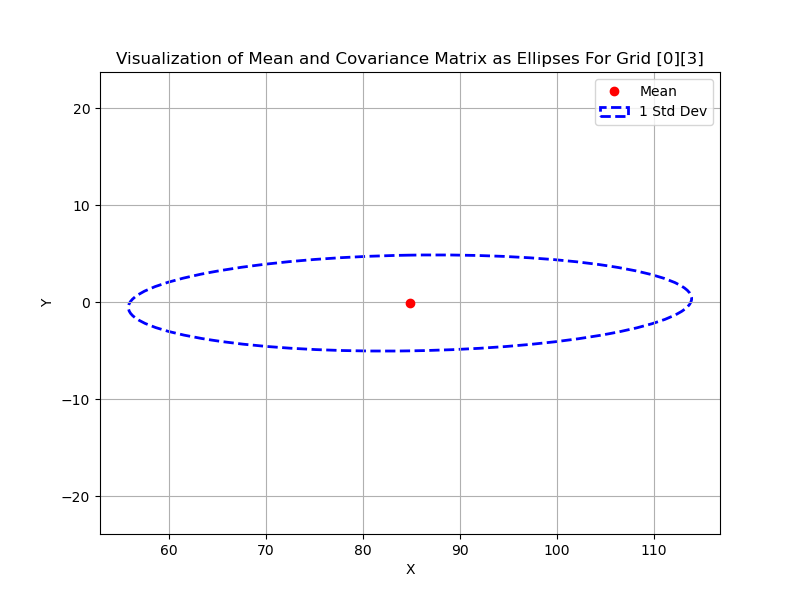 Visualization of Mean and Covariance Matrix as Ellipses For Grid [0][3]
Mean
1 Std Dev
20
10
0
−10
−20
Y
60 70 80 90 100 110
X